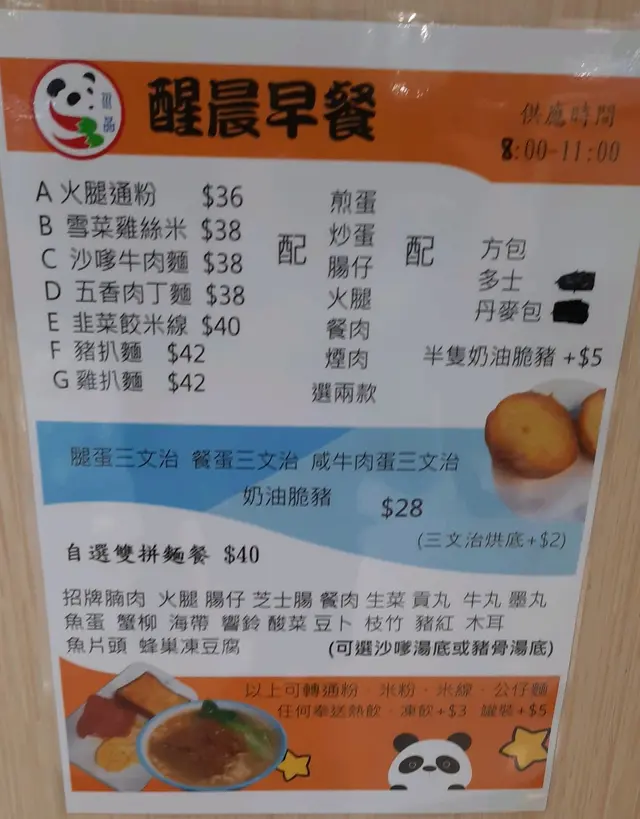 醒晨早餐
供應時間
8:00-11:00
A 火腿通粉 $36
B 雪菜雞絲米 $38
C 沙嗲牛肉麵 $38
D 五香肉丁麵 $38
E 韭菜餃米線 $40
F 豬扒麵 $42
G 雞扒麵 $42
配
煎蛋
炒蛋
腸仔
火腿
餐肉
煙肉
選兩款
配
方包
多士
丹麥包
半隻奶油脆豬 +$5
腿蛋三文治 餐蛋三文治 咸牛肉蛋三文治
奶油脆豬 $28
(三文治烘底+$2)
自選雙拼麵餐 $40
招牌腩肉 火腿 腸仔 芝士腸 餐肉 生菜 貢丸 牛丸 墨丸
魚蛋 蟹柳 海帶 響鈴 酸菜 豆卜 枝竹 豬紅 木耳
魚片頭 蜂巢凍豆腐 (可選沙嗲湯底或豬骨湯底)
以上可轉通粉．米粉．米線．公仔麵
任何奉送熱飲．凍飲+$3 罐裝+$5